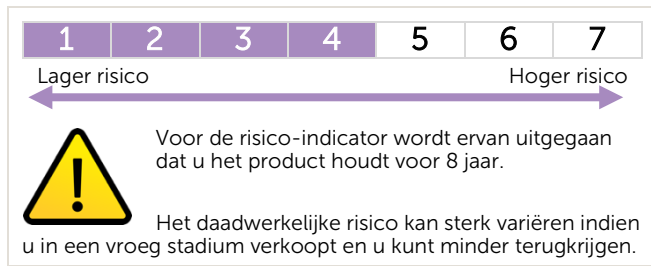 1 2 3 4 5 6 7
Lager risico Hoger risico
Voor de risico-indicator wordt ervan uitgegaan
dat u het product houdt voor 8 jaar.
Het daadwerkelijke risico kan sterk variëren indien
u in een vroeg stadium verkoopt en u kunt minder terugkrijgen.